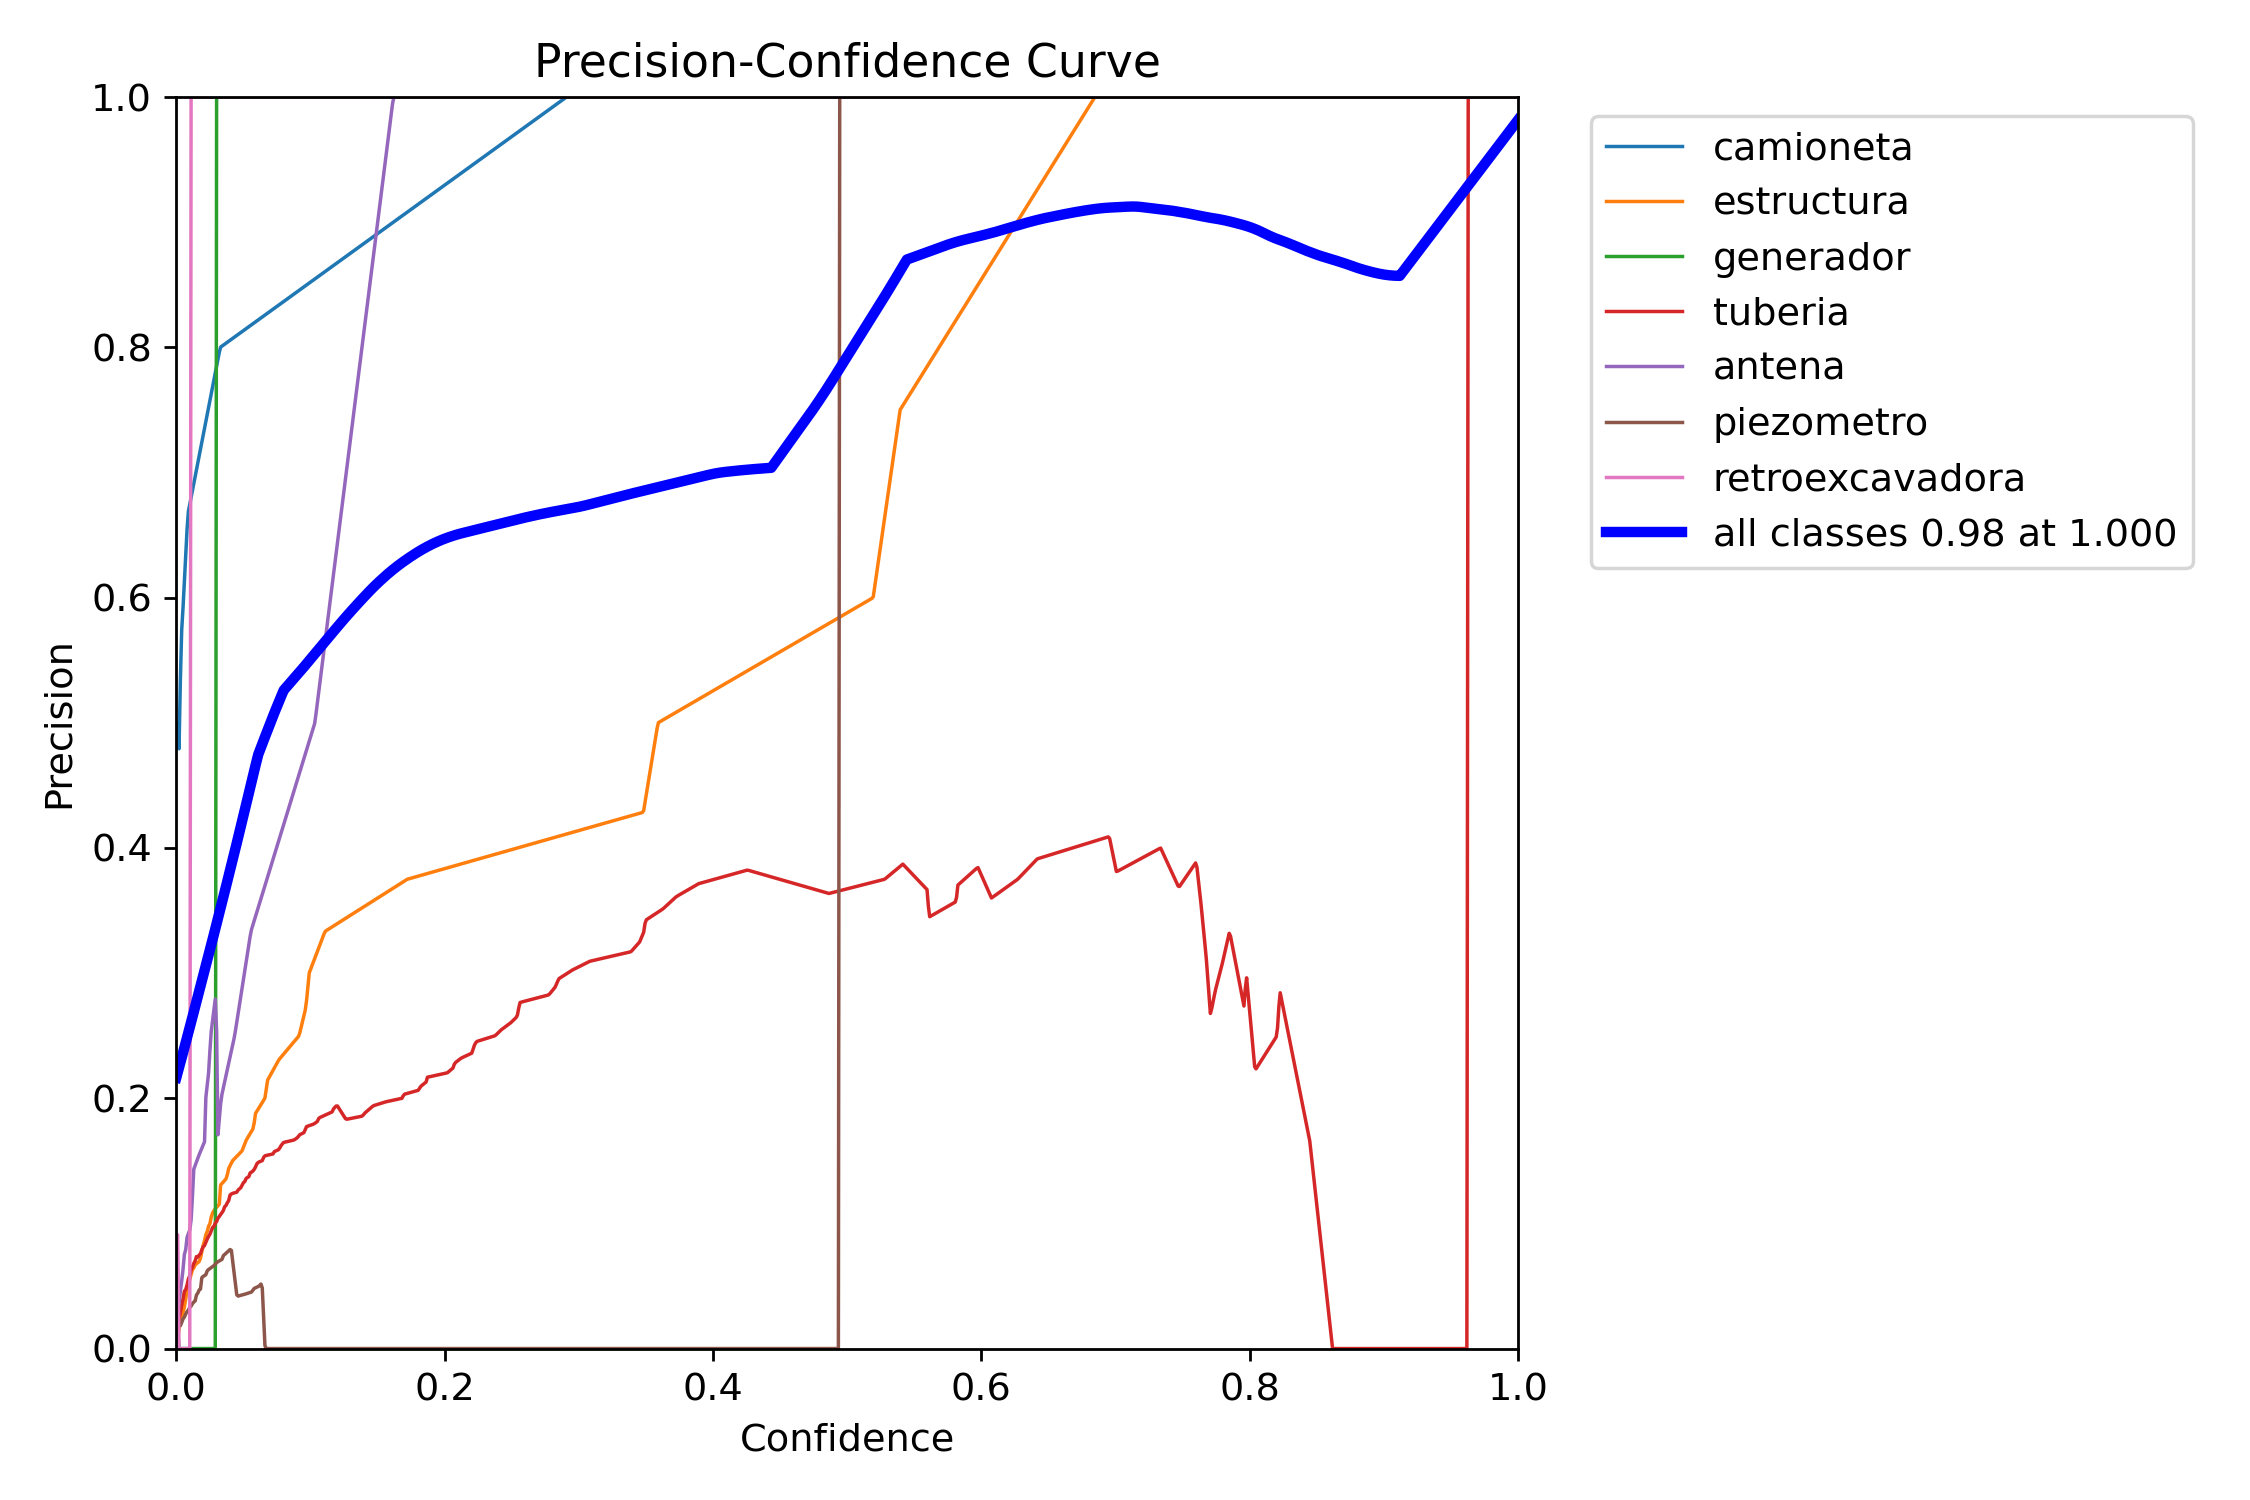 Precision-Confidence Curve
1.0
0.8
0.6
0.4
0.2
0.0
Precision
0.0 0.2 0.4 0.6 0.8 1.0
Confidence
camioneta
estructura
generador
tuberia
antena
piezometro
retroexcavadora
all classes 0.98 at 1.000